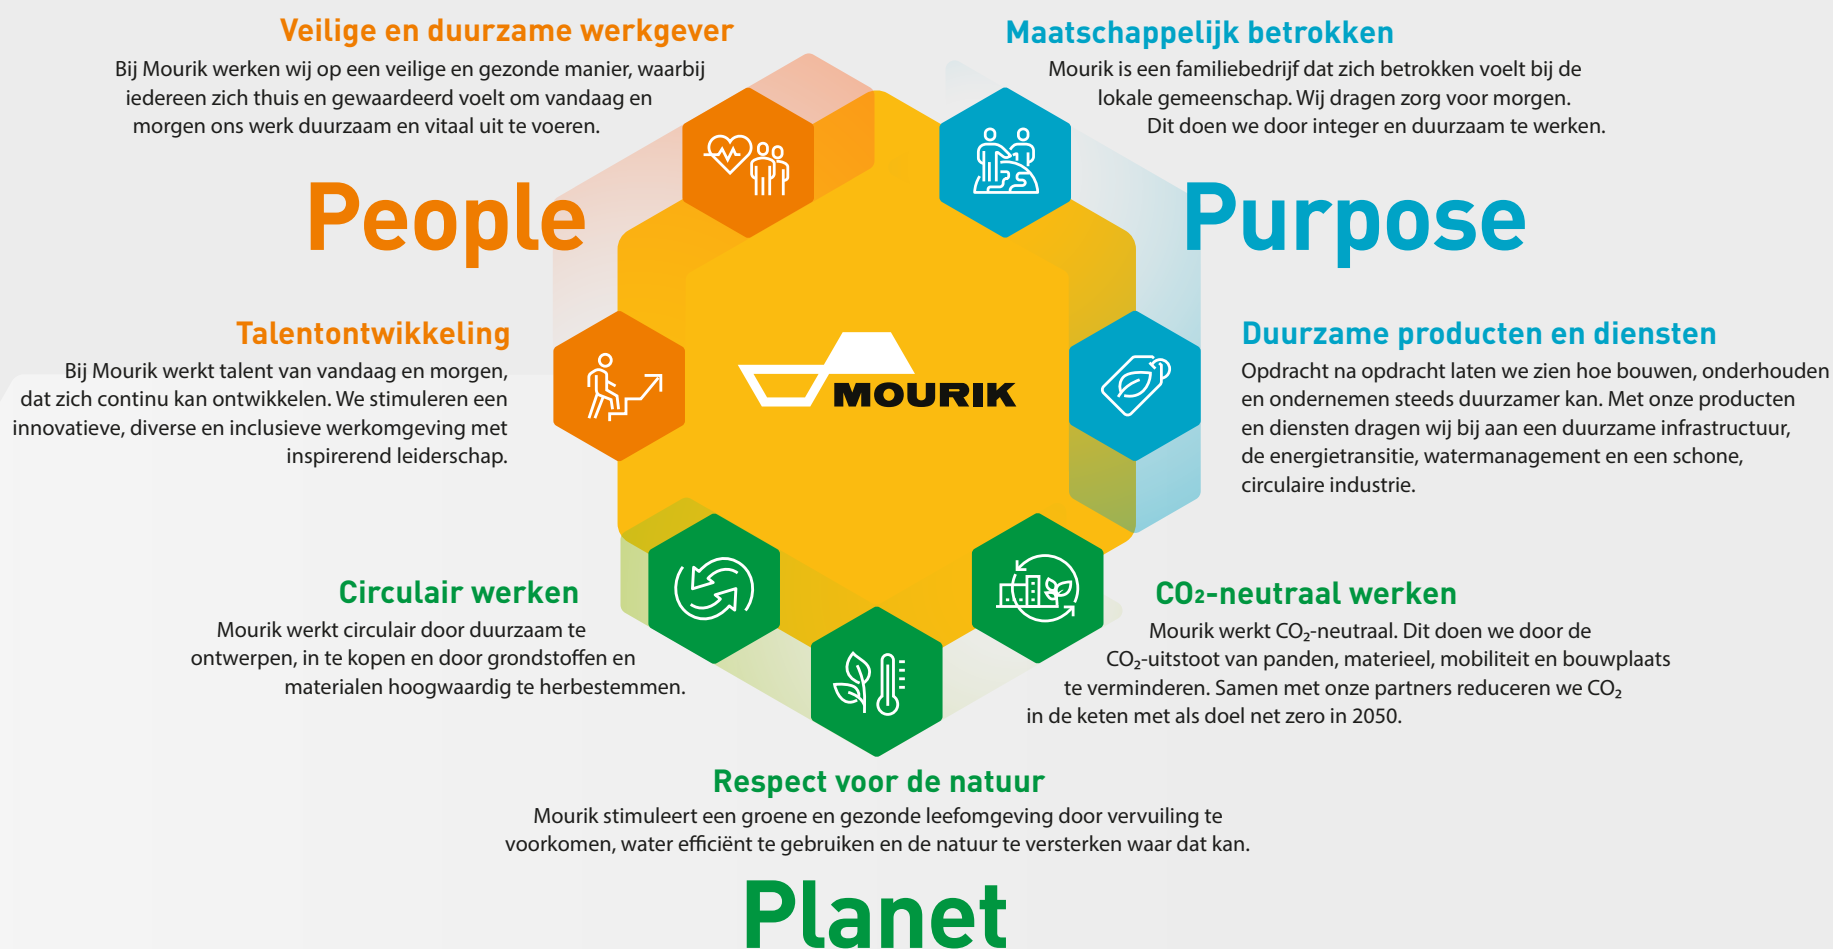 Veilige en duurzame werkgever
Bij Mourik werken wij op een veilige en gezonde manier, waarbij
iedereen zich thuis en gewaardeerd voelt om vandaag en
morgen ons werk duurzaam en vitaal uit te voeren.
People
Talentontwikkeling
Bij Mourik werkt talent van vandaag en morgen,
dat zich continu kan ontwikkelen. We stimuleren een
innovatieve, diverse en inclusieve werkomgeving met
inspirerend leiderschap.
Maatschappelijk betrokken
Mourik is een familiebedrijf dat zich betrokken voelt bij de
lokale gemeenschap. Wij dragen zorg voor morgen.
Dit doen we door integer en duurzaam te werken.
Purpose
Duurzame producten en diensten
Opdracht na opdracht laten we zien hoe bouwen, onderhouden
en ondernemen steeds duurzamer kan. Met onze producten
en diensten dragen wij bij aan een duurzame infrastructuur,
de energietransitie, watermanagement en een schone,
circulaire industrie.
MOURIK
Circulair werken
Mourik werkt circulair door duurzaam te
ontwerpen, in te kopen en door grondstoffen en
materialen hoogwaardig te herbestemmen.
CO₂-neutraal werken
Mourik werkt CO₂-neutraal. Dit doen we door de
CO₂-uitstoot van panden, materieel, mobiliteit en bouwplaats
te verminderen. Samen met onze partners reduceren we CO₂
in de keten met als doel net zero in 2050.
Respect voor de natuur
Mourik stimuleert een groene en gezonde leefomgeving door vervuiling te
voorkomen, water efficiënt te gebruiken en de natuur te versterken waar dat kan.
Planet